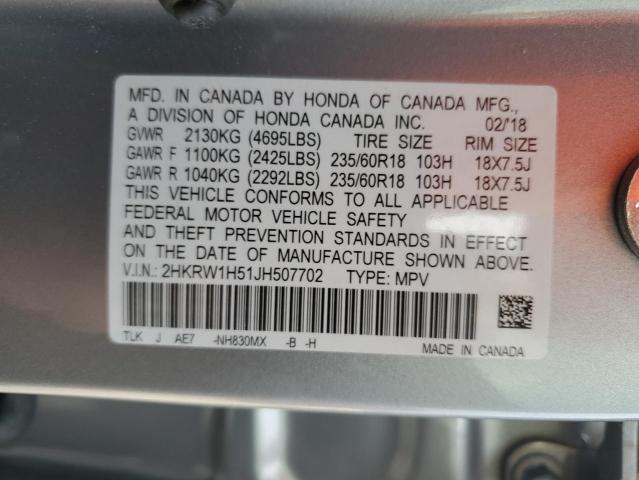 MFD. IN CANADA BY HONDA OF CANADA MFG.,
A DIVISION OF HONDA CANADA INC. 02/'18
GVWR 2130KG (4695LBS) TIRE SIZE RIM SIZE
GAWR F 1100KG (2425LBS) 235/60R18 103H 18X7.5J
GAWR R 1040KG (2292LBS) 235/60R18 103H 18X7.5J
THIS VEHICLE CONFORMS TO ALL APPLICABLE
FEDERAL MOTOR VEHICLE SAFETY
AND THEFT PREVENTION STANDARDS IN EFFECT
ON THE DATE OF MANUFACTURE SHOWN ABOVE.
V.I.N.: 2HKRW1H51JH507702 TYPE: MPV
TLK J AE7 -NH830MX -B -H MADE IN CANADA